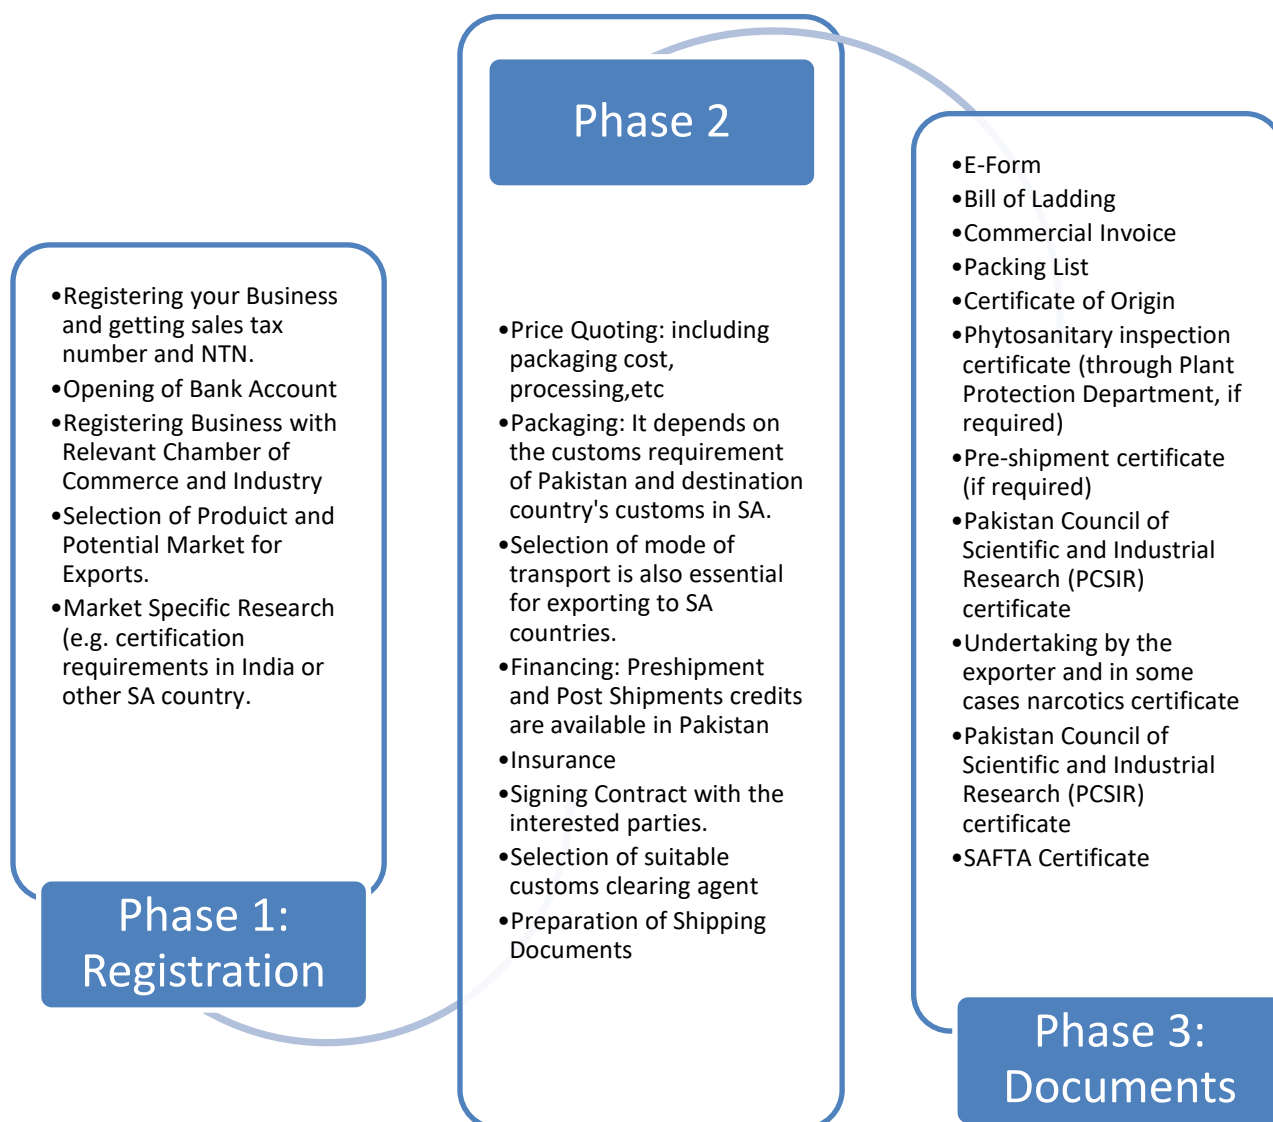 •Registering your Business
and getting sales tax
number and NTN.
•Opening of Bank Account
•Registering Business with
Relevant Chamber of
Commerce and Industry
•Selection of Produict and
Potential Market for
Exports.
•Market Specific Research
(e.g. certification
requirements in India or
other SA country.
Phase 1:
Registration
Phase 2
•Price Quoting: including
packaging cost,
processing,etc
•Packaging: It depends on
the customs requirement
of Pakistan and destination
country's customs in SA.
•Selection of mode of
transport is also essential
for exporting to SA
countries.
•Financing: Preshipment
and Post Shipments credits
are available in Pakistan
•Insurance
•Signing Contract with the
interested parties.
•Selection of suitable
customs clearing agent
•Preparation of Shipping
Documents
•E-Form
•Bill of Ladding
•Commercial Invoice
•Packing List
•Certificate of Origin
•Phytosanitary inspection
certificate (through Plant
Protection Department, if
required)
•Pre-shipment certificate
(if required)
•Pakistan Council of
Scientific and Industrial
Research (PCSIR)
certificate
•Undertaking by the
exporter and in some
cases narcotics certificate
•Pakistan Council of
Scientific and Industrial
Research (PCSIR)
certificate
•SAFTA Certificate
Phase 3:
Documents